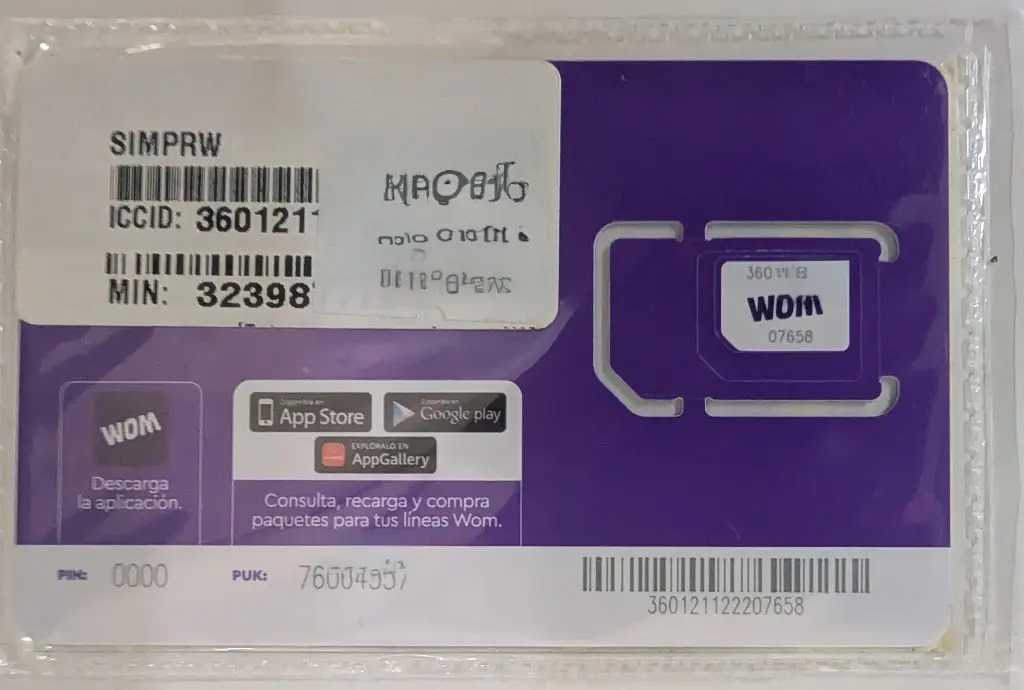 SIMPRW
ICCID: 360121
MIN: 32398
WOM
07658
WOM
Descarga
la aplicación.
App Store
Google play
EXPLÓRALO EN
AppGallery
Consulta, recarga y compra
paquetes para tus líneas Wom.
PIN: 0000
PUK:
360121122207658